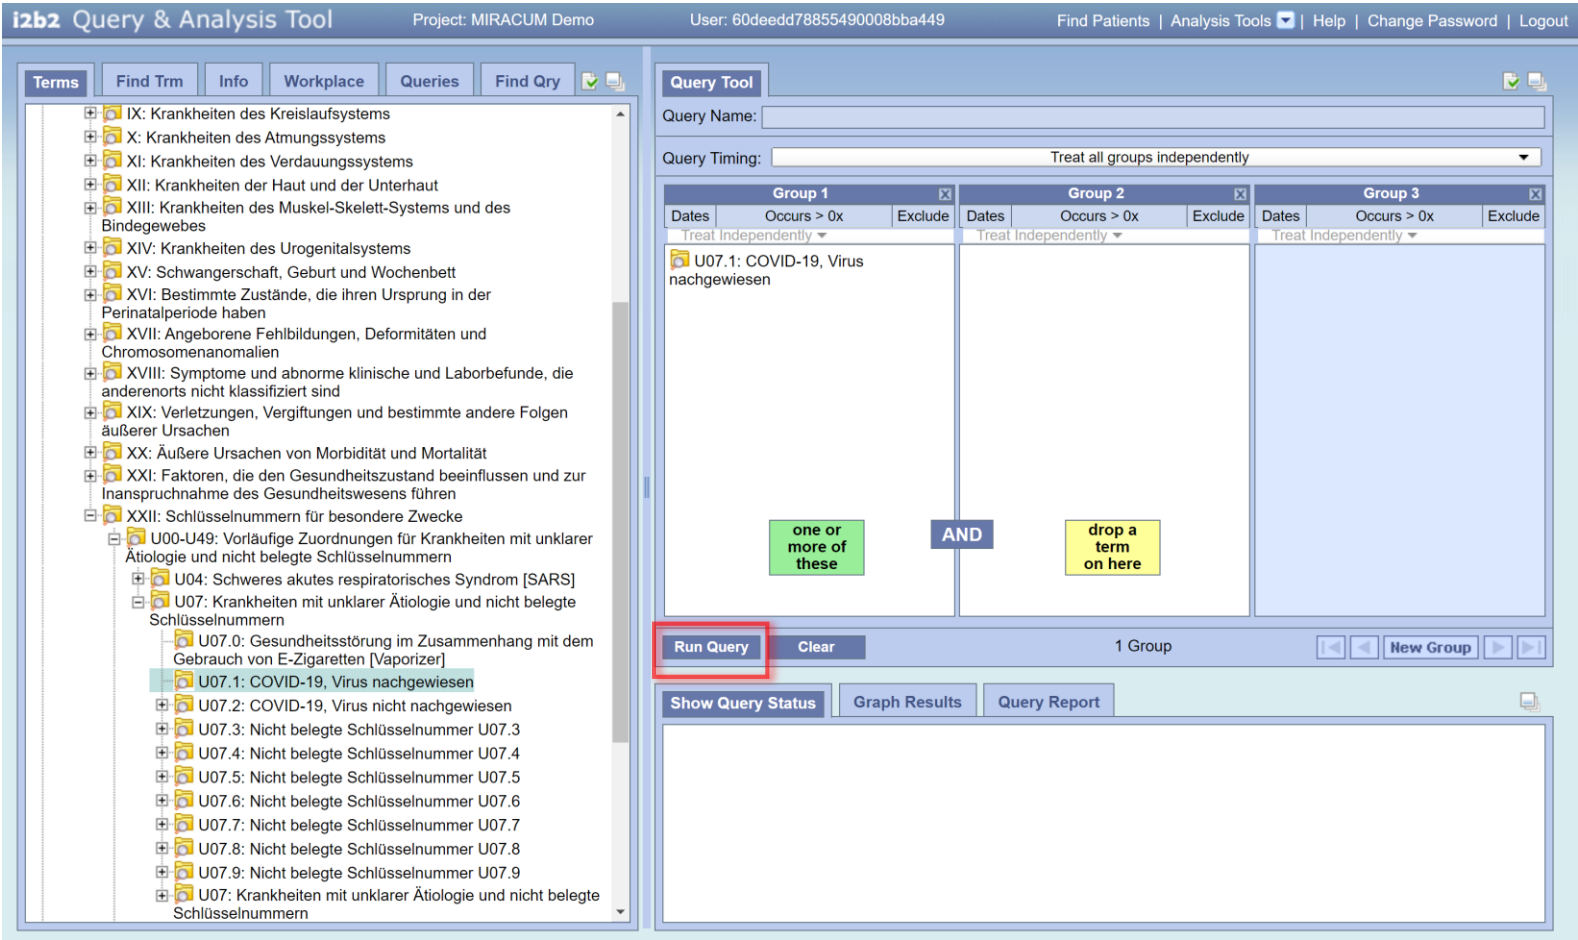 i2b2 Query & Analysis Tool
Project: MIRACUM Demo
User: 60deedd78855490008bba449
Find Patients | Analysis Tools | Help | Change Password | Logout
Terms
Find Trm
Info
Workplace
Queries
Find Qry
IX: Krankheiten des Kreislaufsystems
X: Krankheiten des Atmungssystems
XI: Krankheiten des Verdauungssystems
XII: Krankheiten der Haut und der Unterhaut
XIII: Krankheiten des Muskel-Skelett-Systems und des
Bindegewebes
XIV: Krankheiten des Urogenitalsystems
XV: Schwangerschaft, Geburt und Wochenbett
XVI: Bestimmte Zustände, die ihren Ursprung in der
Perinatalperiode haben
XVII: Angeborene Fehlbildungen, Deformitäten und
Chromosomenanomalien
XVIII: Symptome und abnorme klinische und Laborbefunde, die
anderenorts nicht klassifiziert sind
XIX: Verletzungen, Vergiftungen und bestimmte andere Folgen
äußerer Ursachen
XX: Äußere Ursachen von Morbidität und Mortalität
XXI: Faktoren, die den Gesundheitszustand beeinflussen und zur
Inanspruchnahme des Gesundheitswesens führen
XXII: Schlüsselnummern für besondere Zwecke
U00-U49: Vorläufige Zuordnungen für Krankheiten mit unklarer
Ätiologie und nicht belegte Schlüsselnummern
U04: Schweres akutes respiratorisches Syndrom [SARS]
U07: Krankheiten mit unklarer Ätiologie und nicht belegte
Schlüsselnummern
U07.0: Gesundheitsstörung im Zusammenhang mit dem
Gebrauch von E-Zigaretten [Vaporizer]
U07.1: COVID-19, Virus nachgewiesen
U07.2: COVID-19, Virus nicht nachgewiesen
U07.3: Nicht belegte Schlüsselnummer U07.3
U07.4: Nicht belegte Schlüsselnummer U07.4
U07.5: Nicht belegte Schlüsselnummer U07.5
U07.6: Nicht belegte Schlüsselnummer U07.6
U07.7: Nicht belegte Schlüsselnummer U07.7
U07.8: Nicht belegte Schlüsselnummer U07.8
U07.9: Nicht belegte Schlüsselnummer U07.9
U07: Krankheiten mit unklarer Ätiologie und nicht belegte
Schlüsselnummern
Query Tool
Query Name:
Query Timing:
Treat all groups independently
Group 1
Group 2
Group 3
Dates
Occurs > 0x
Exclude
Dates
Occurs > 0x
Exclude
Dates
Occurs > 0x
Exclude
Treat Independently
Treat Independently
Treat Independently
U07.1: COVID-19, Virus
nachgewiesen
one or
more of
these
AND
drop a
term
on here
Run Query
Clear
1 Group
New Group
Show Query Status
Graph Results
Query Report